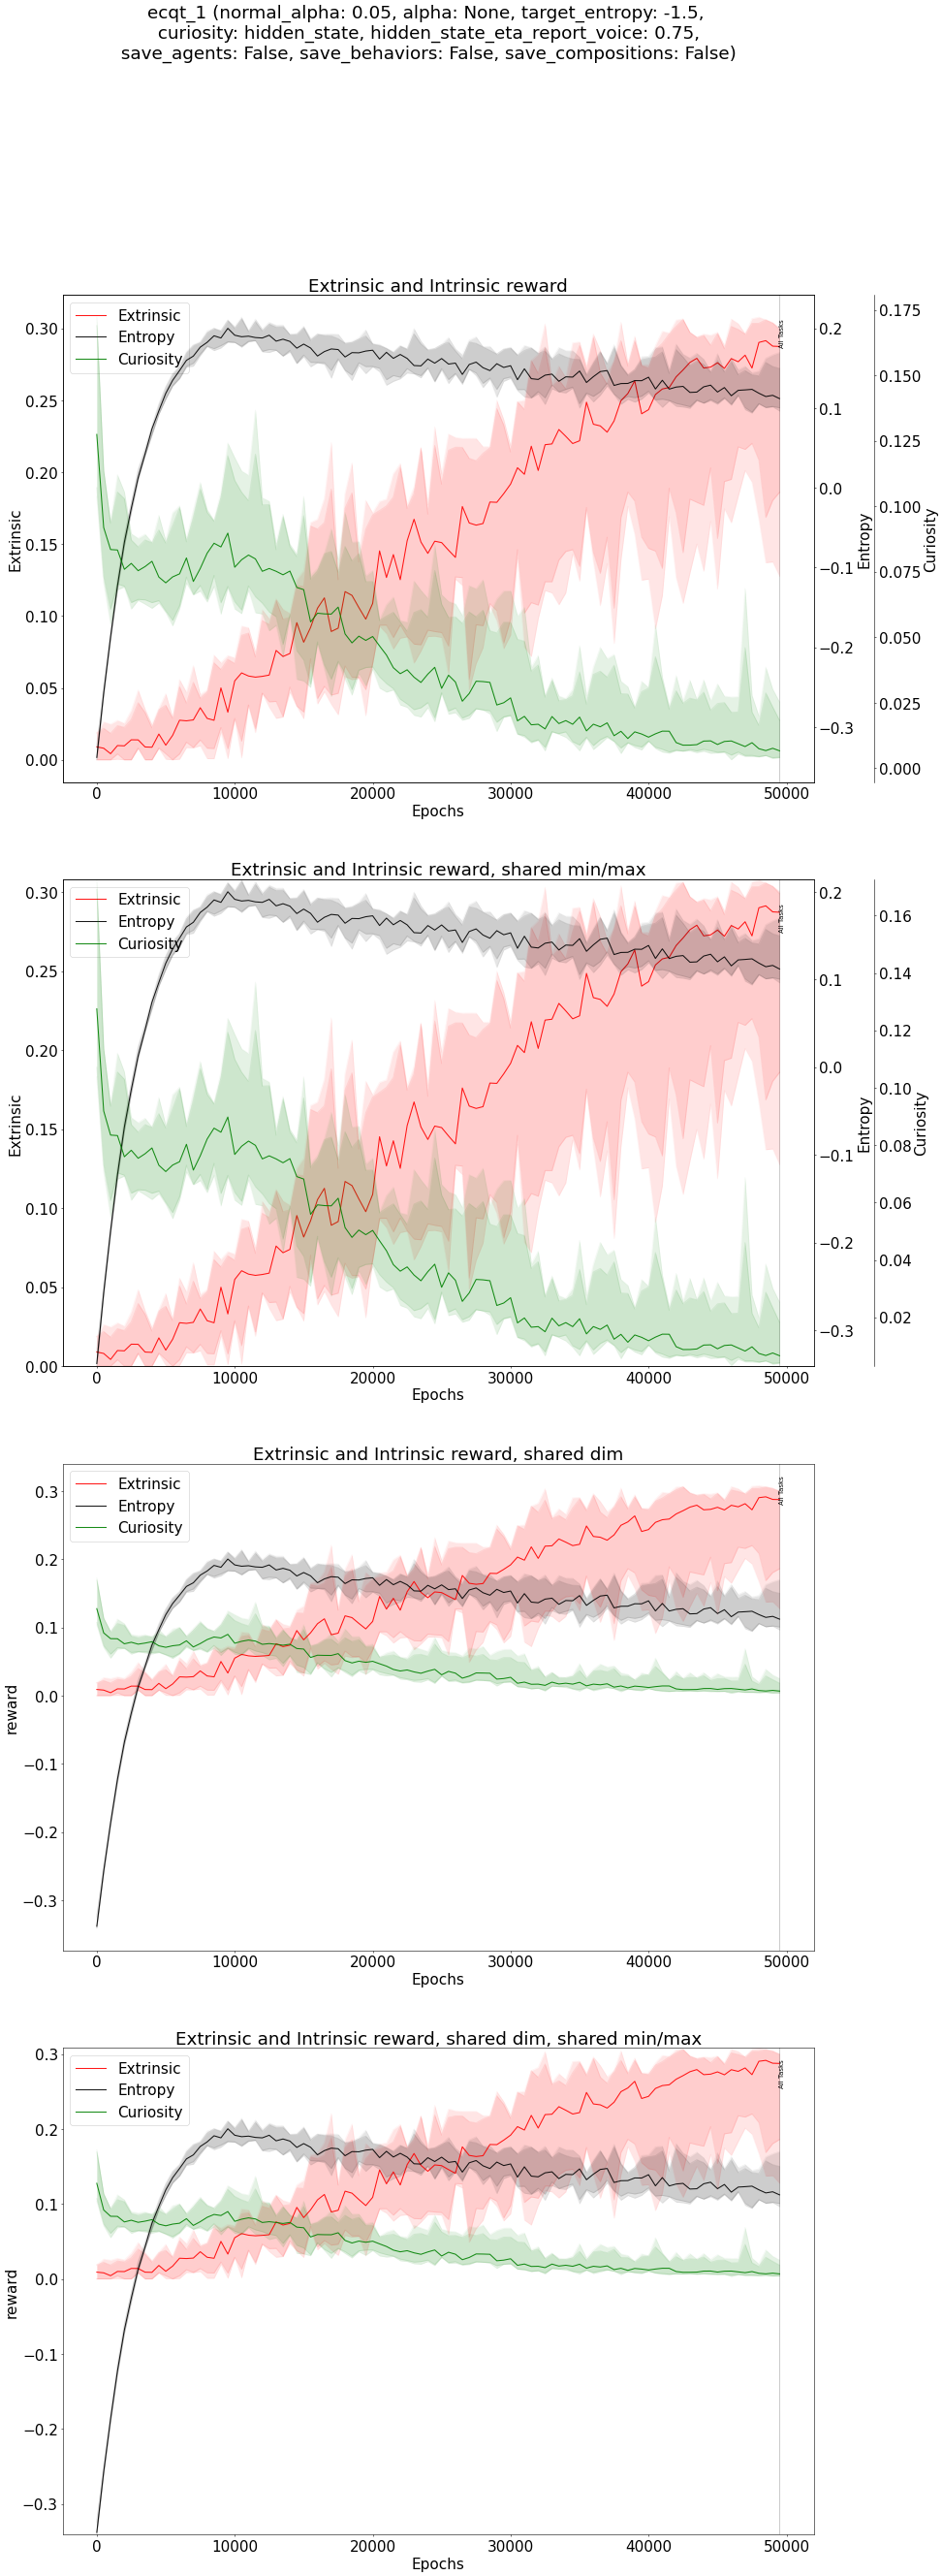 ecqt_1 (normal_alpha: 0.05, alpha: None, target_entropy: -1.5,
curiosity: hidden_state, hidden_state_eta_report_voice: 0.75,
save_agents: False, save_behaviors: False, save_compositions: False)
Extrinsic and Intrinsic reward
Extrinsic
Entropy
Curiosity
All Tasks
0.30
0.25
0.20
0.15
0.10
0.05
0.00
Extrinsic
0.2
0.1
0.0
−0.1
−0.2
−0.3
Entropy
0.175
0.150
0.125
0.100
0.075
0.050
0.025
0.000
Curiosity
0 10000 20000 30000 40000 50000
Epochs
Extrinsic and Intrinsic reward, shared min/max
Extrinsic
Entropy
Curiosity
All Tasks
0.30
0.25
0.20
0.15
0.10
0.05
0.00
Extrinsic
0.2
0.1
0.0
−0.1
−0.2
−0.3
Entropy
0.16
0.14
0.12
0.10
0.08
0.06
0.04
0.02
Curiosity
0 10000 20000 30000 40000 50000
Epochs
Extrinsic and Intrinsic reward, shared dim
Extrinsic
Entropy
Curiosity
All Tasks
0.3
0.2
0.1
0.0
−0.1
−0.2
−0.3
reward
0 10000 20000 30000 40000 50000
Epochs
Extrinsic and Intrinsic reward, shared dim, shared min/max
Extrinsic
Entropy
Curiosity
All Tasks
0.3
0.2
0.1
0.0
−0.1
−0.2
−0.3
reward
0 10000 20000 30000 40000 50000
Epochs